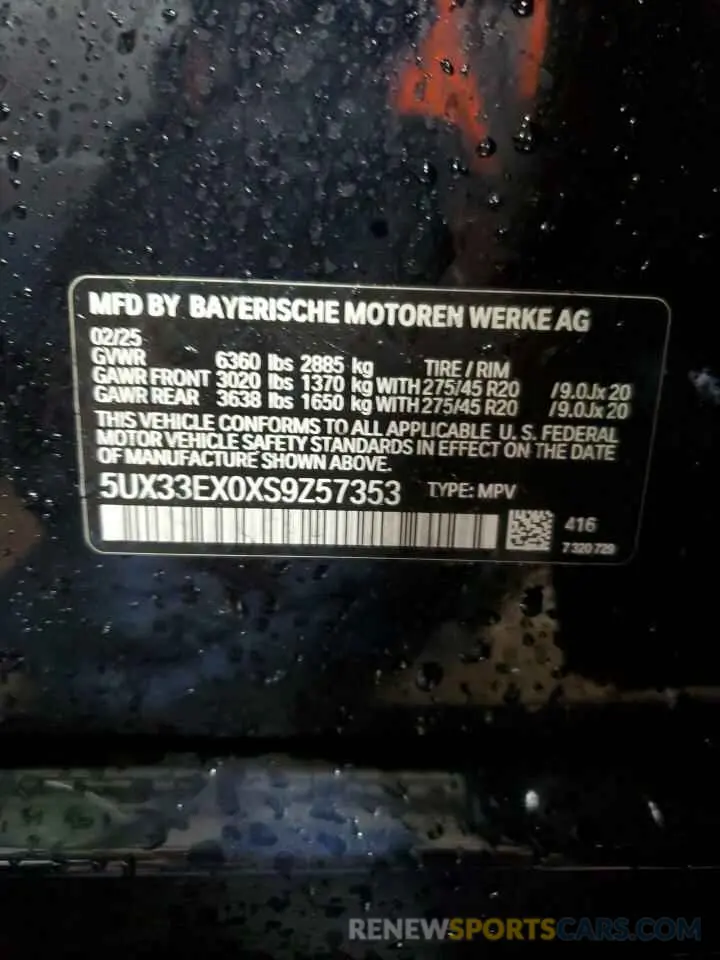 MFD BY BAYERISCHE MOTOREN WERKE AG
02/25
GVWR 6360 lbs 2885 kg TIRE / RIM
GAWR FRONT 3020 lbs 1370 kg WITH 275/45 R20 / 9.0Jx20
GAWR REAR 3638 lbs 1650 kg WITH 275/45 R20 / 9.0Jx20
THIS VEHICLE CONFORMS TO ALL APPLICABLE U. S. FEDERAL
MOTOR VEHICLE SAFETY STANDARDS IN EFFECT ON THE DATE
OF MANUFACTURE SHOWN ABOVE.
5UX33EX0XS9Z57353 TYPE: MPV
416
7 320 729
RENEWSPORTSCARS.COM